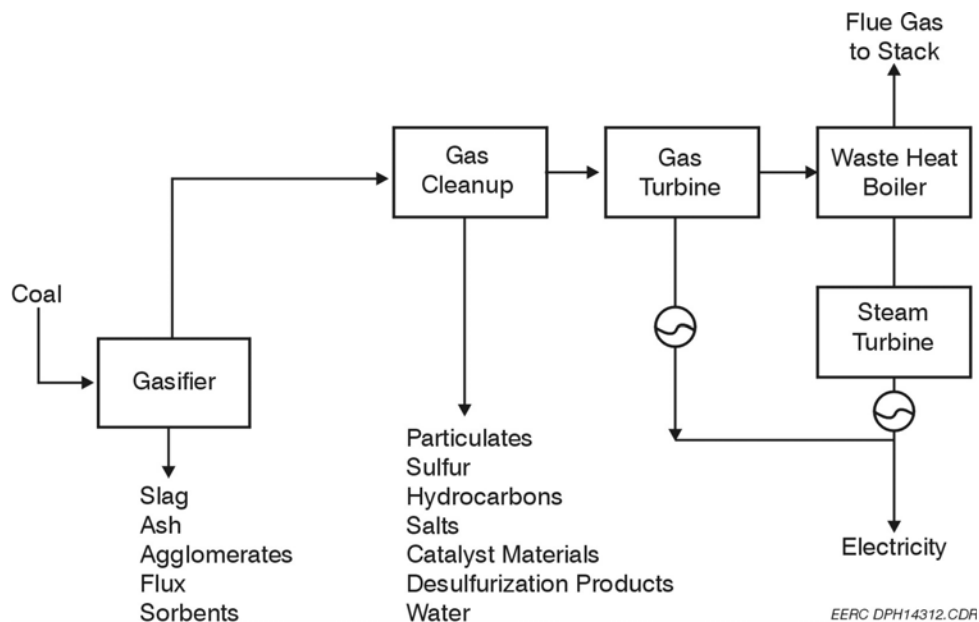 Flue Gas
to Stack
Gas
Cleanup
Gas
Turbine
Waste Heat
Boiler
Coal
Steam
Turbine
Gasifier
Particulates
Sulfur
Hydrocarbons
Salts
Catalyst Materials
Desulfurization Products
Water
Slag
Ash
Agglomerates
Flux
Sorbents
Electricity
EERC DPH14312.CDR